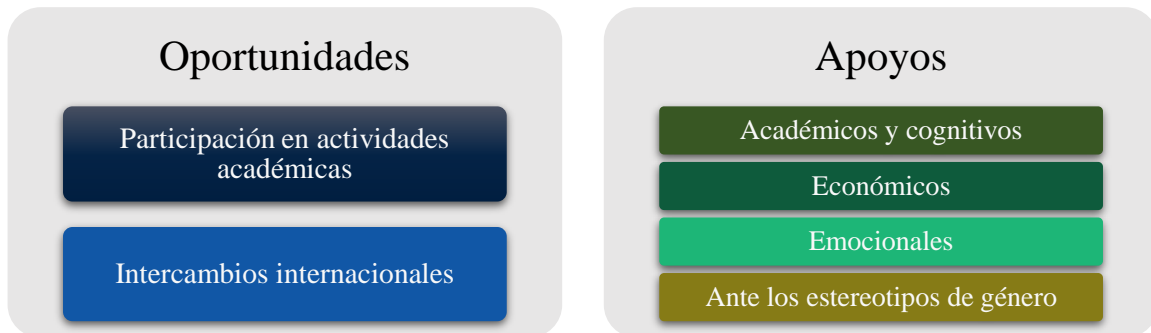 Oportunidades
Participación en actividades
académicas
Intercambios internacionales
Apoyos
Académicos y cognitivos
Económicos
Emocionales
Ante los estereotipos de género